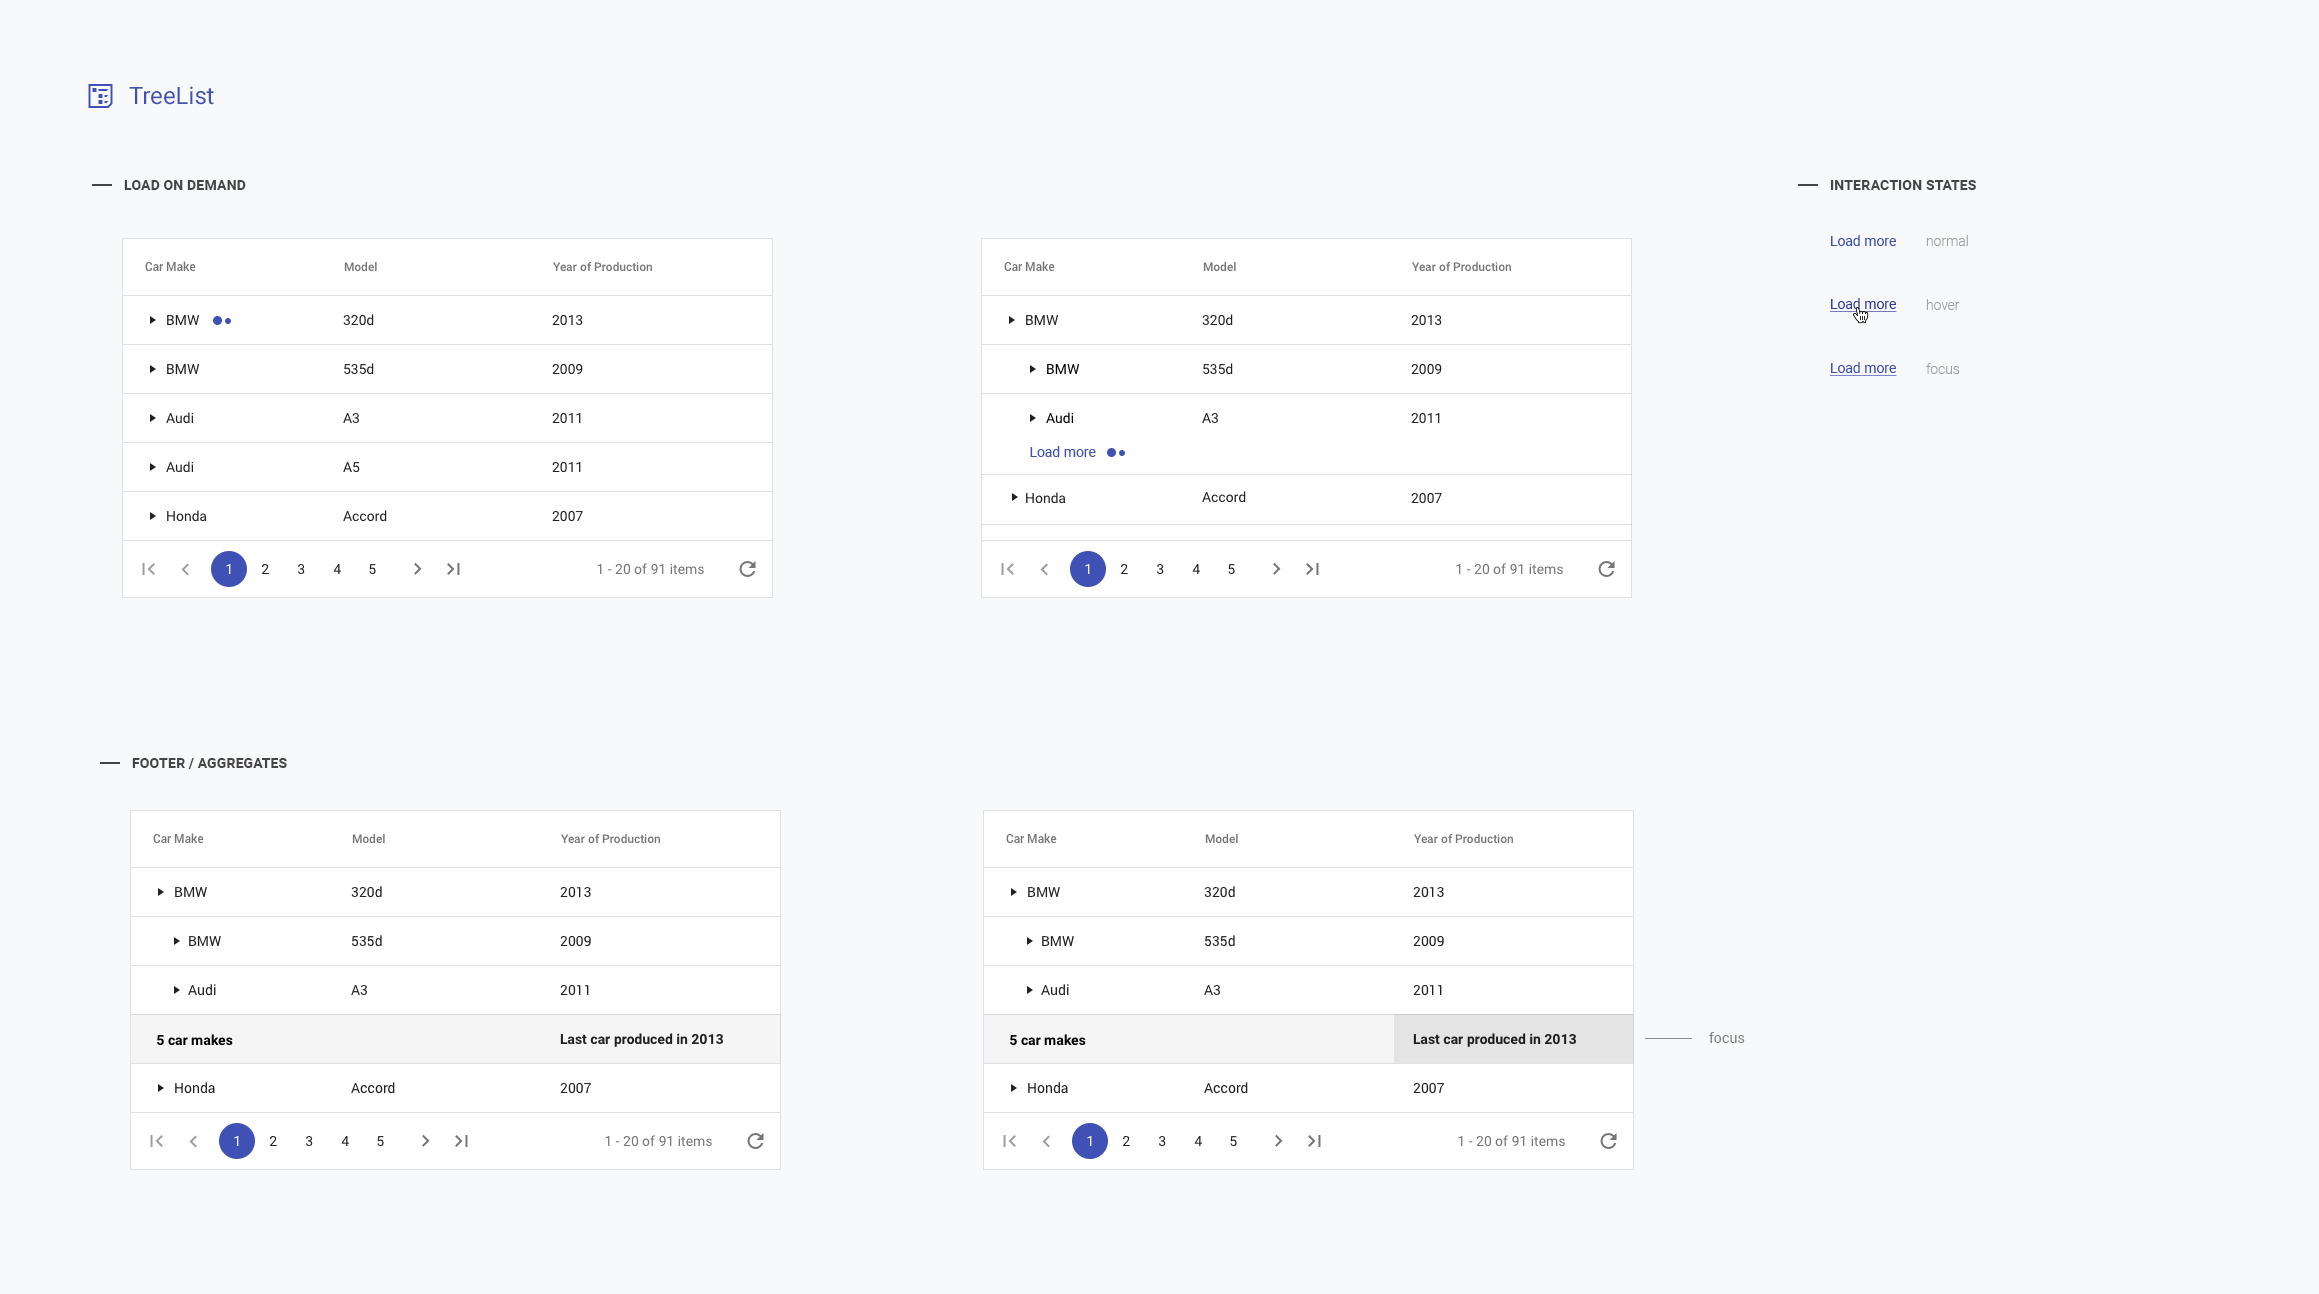 TreeList
LOAD ON DEMAND
Car Make Model Year of Production
BMW 320d 2013
BMW 535d 2009
Audi A3 2011
Audi A5 2011
Honda Accord 2007
1 2 3 4 5 1 - 20 of 91 items
Car Make Model Year of Production
BMW 320d 2013
BMW 535d 2009
Audi A3 2011
Load more
Honda Accord 2007
1 2 3 4 5 1 - 20 of 91 items
INTERACTION STATES
Load more normal
Load more hover
Load more focus
FOOTER / AGGREGATES
Car Make Model Year of Production
BMW 320d 2013
BMW 535d 2009
Audi A3 2011
5 car makes Last car produced in 2013
Honda Accord 2007
1 2 3 4 5 1 - 20 of 91 items
Car Make Model Year of Production
BMW 320d 2013
BMW 535d 2009
Audi A3 2011
5 car makes Last car produced in 2013 focus
Honda Accord 2007
1 2 3 4 5 1 - 20 of 91 items